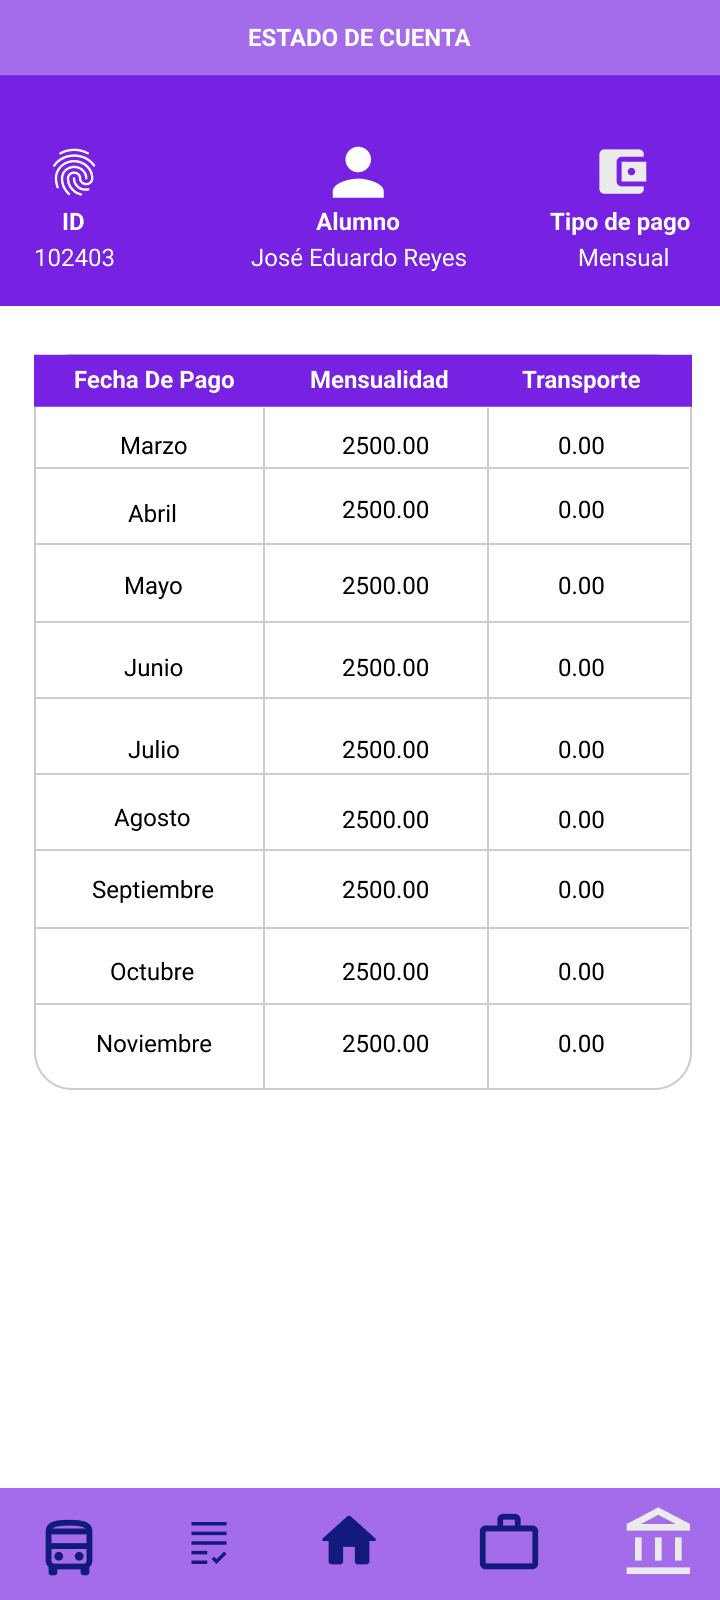 ESTADO DE CUENTA
ID Alumno Tipo de pago
102403 José Eduardo Reyes Mensual
Fecha De Pago Mensualidad Transporte
Marzo 2500.00 0.00
Abril 2500.00 0.00
Mayo 2500.00 0.00
Junio 2500.00 0.00
Julio 2500.00 0.00
Agosto 2500.00 0.00
Septiembre 2500.00 0.00
Octubre 2500.00 0.00
Noviembre 2500.00 0.00